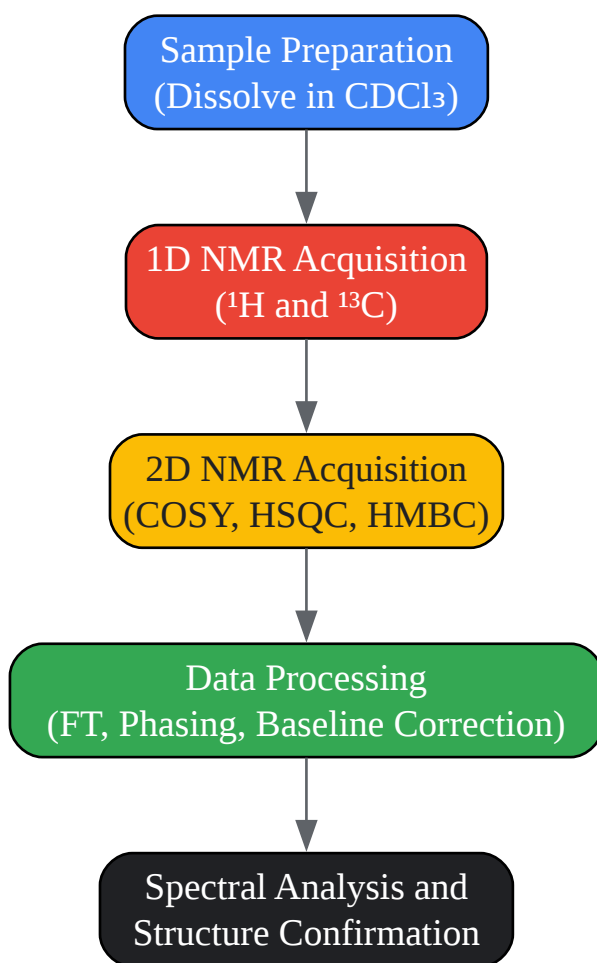 Sample Preparation
(Dissolve in CDCl₃)
1D NMR Acquisition
(¹H and ¹³C)
2D NMR Acquisition
(COSY, HSQC, HMBC)
Data Processing
(FT, Phasing, Baseline Correction)
Spectral Analysis and
Structure Confirmation